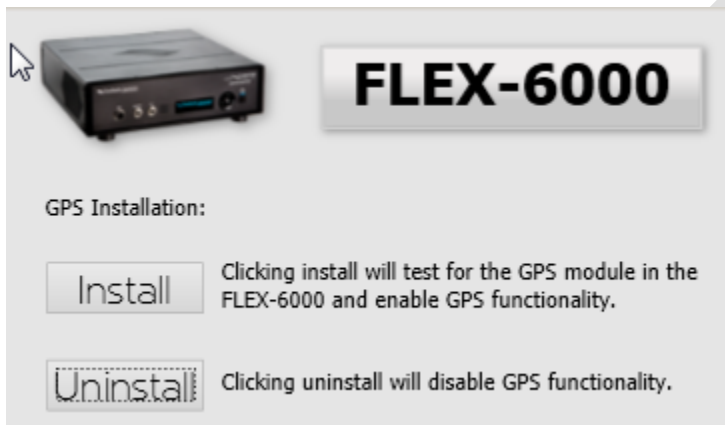 FLEX-6000
GPS Installation:
Install
Clicking install will test for the GPS module in the
FLEX-6000 and enable GPS functionality.
Uninstall
Clicking uninstall will disable GPS functionality.